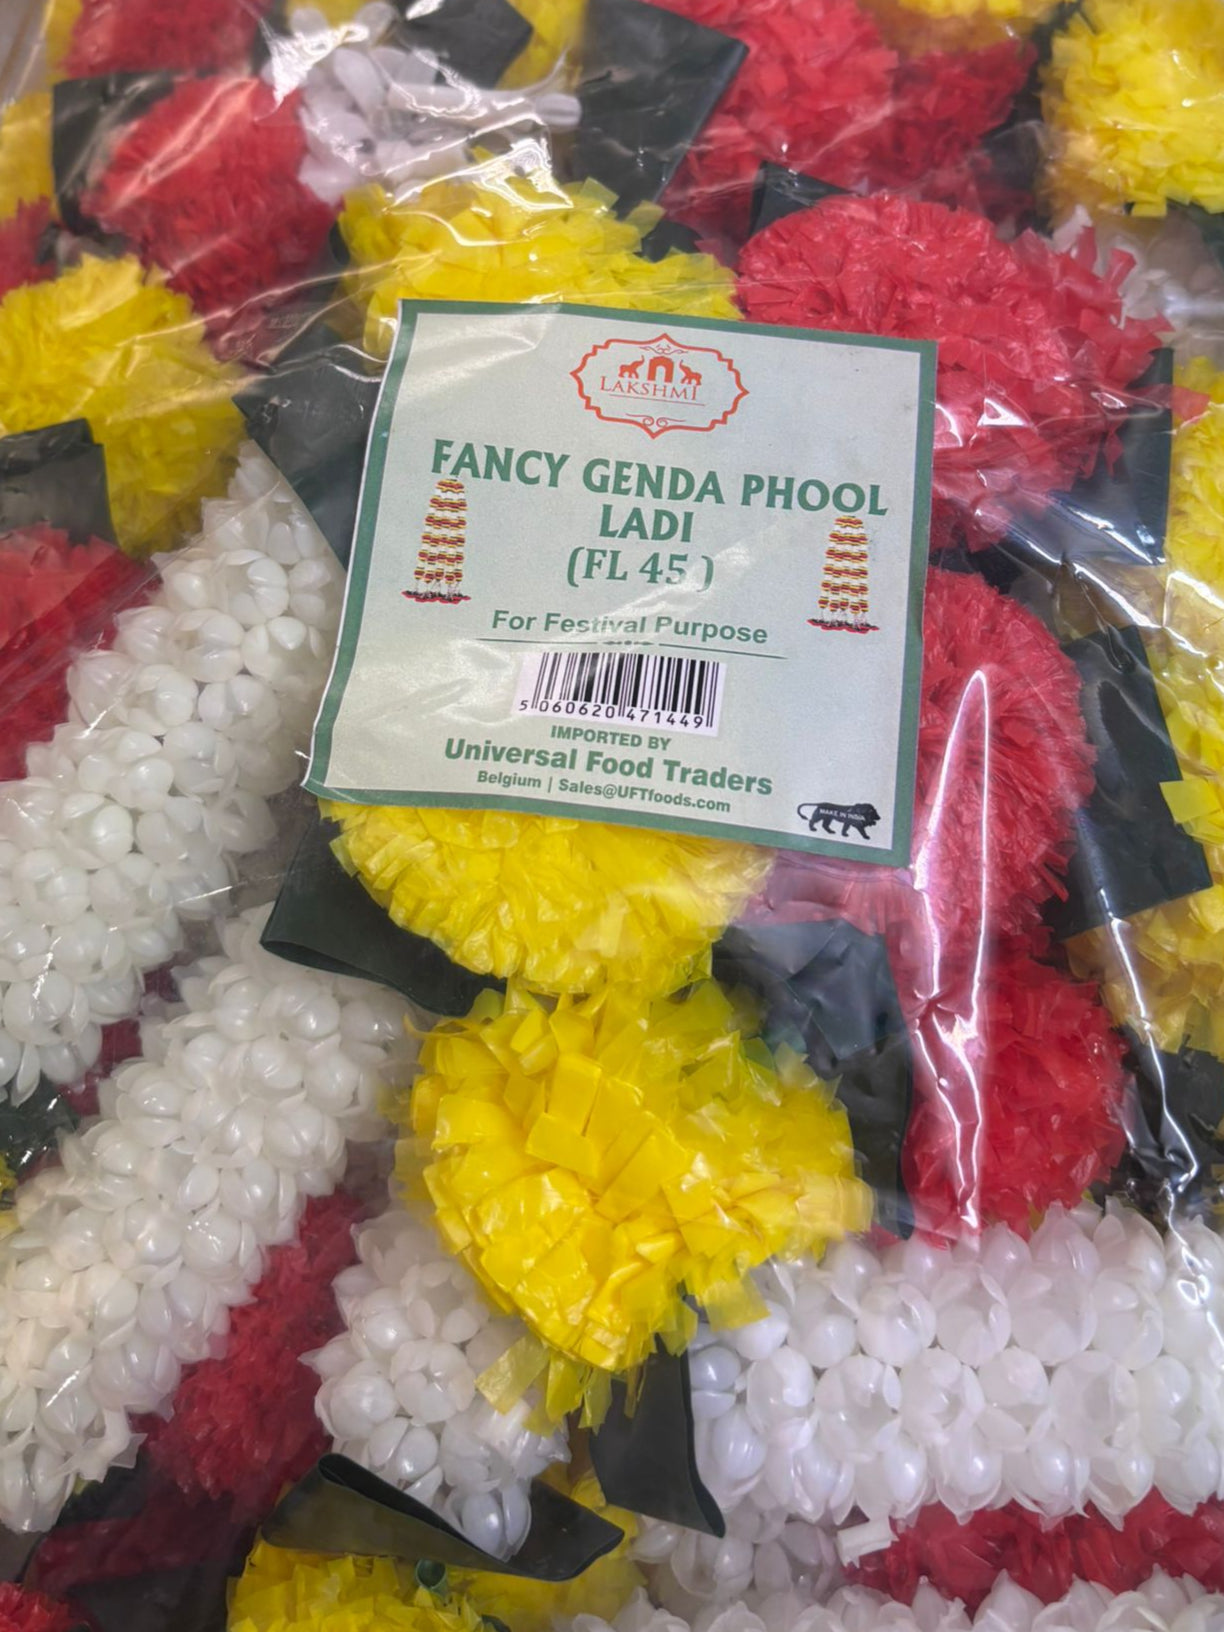 LAKSHMI
FANCY GENDA PHOOL
LADI
(FL 45 )
For Festival Purpose
5 060620 471449
IMPORTED BY
Universal Food Traders
Belgium | Sales@UFTfoods.com
MAKE IN INDIA